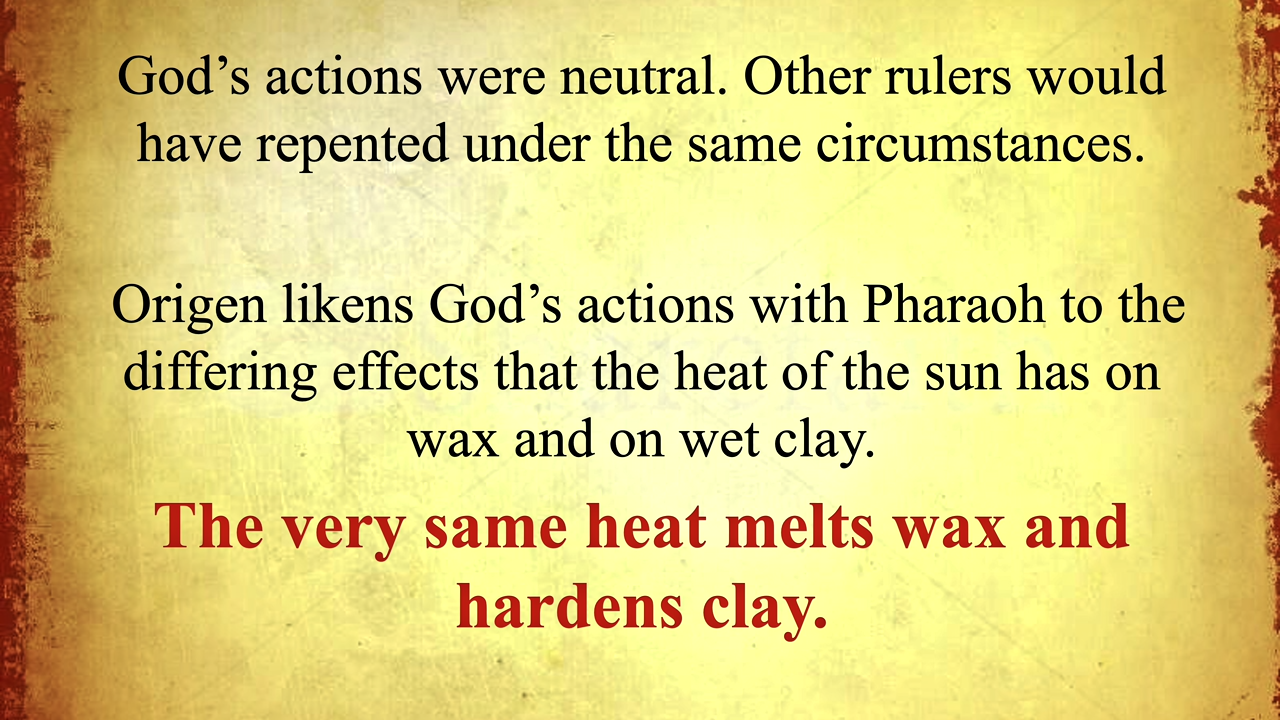 God’s actions were neutral. Other rulers would
have repented under the same circumstances.
Origen likens God’s actions with Pharaoh to the
differing effects that the heat of the sun has on
wax and on wet clay.
The very same heat melts wax and
hardens clay.